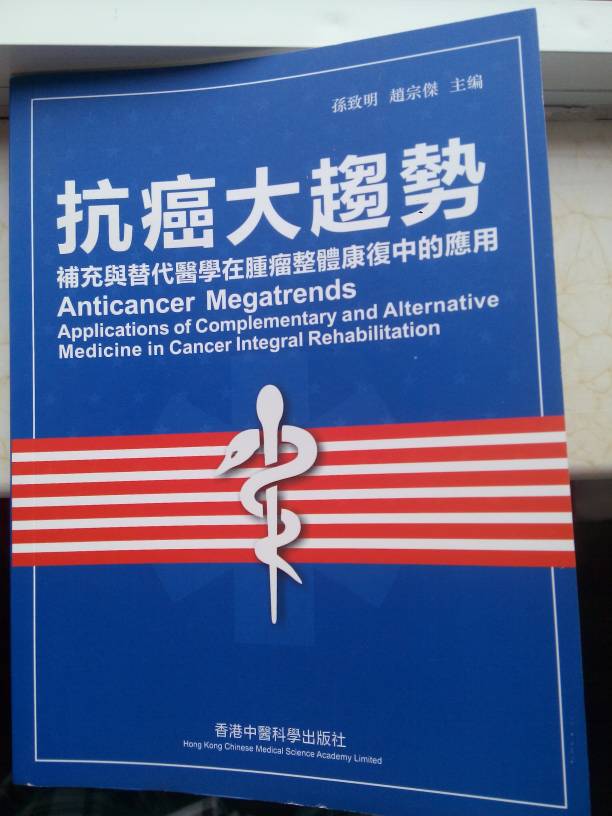 孫致明 趙宗傑 主编
抗癌大趨勢
補充與替代醫學在腫瘤整體康復中的應用
Anticancer Megatrends
Applications of Complementary and Alternative
Medicine in Cancer Integral Rehabilitation
香港中醫科學出版社
Hong Kong Chinese Medical Science Academy Limited